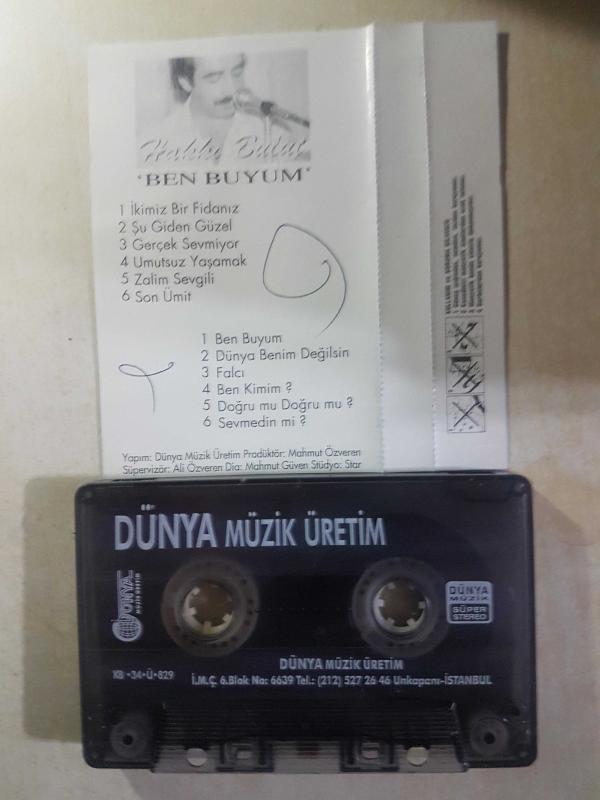 Hakkı Bulut
'BEN BUYUM'
1 İkimiz Bir Fidanız
2 Şu Giden Güzel
3 Gerçek Sevmiyor
4 Umutsuz Yaşamak
5 Zalim Sevgili
6 Son Ümit
1 Ben Buyum
2 Dünya Benim Değilsin
3 Falcı
4 Ben Kimim ?
5 Doğru mu Doğru mu ?
6 Sevmedin mi ?
Yapım: Dünya Müzik Üretim Prodüktör: Mahmut Özveren
Süpervizör: Ali Özveren Dia: Mahmut Güven Stüdyo: Star
DÜNYA MÜZİK ÜRETİM
DÜNYA
MÜZİK ÜRETİM
DÜNYA
MÜZİK
SÜPER
STEREO
KB •34•Ü•829
DÜNYA MÜZİK ÜRETİM
İ.M.Ç. 6.Blok No: 6639 Tel.: (212) 527 26 46 Unkapanı-İSTANBUL